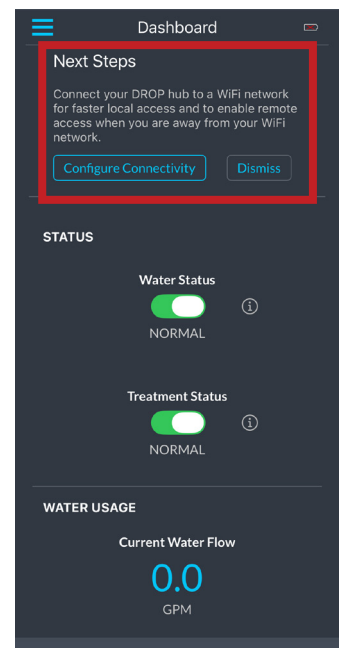 Dashboard
Next Steps
Connect your DROP hub to a WiFi network
for faster local access and to enable remote
access when you are away from your WiFi
network.
Configure Connectivity
Dismiss
STATUS
Water Status
NORMAL
Treatment Status
NORMAL
WATER USAGE
Current Water Flow
0.0
GPM